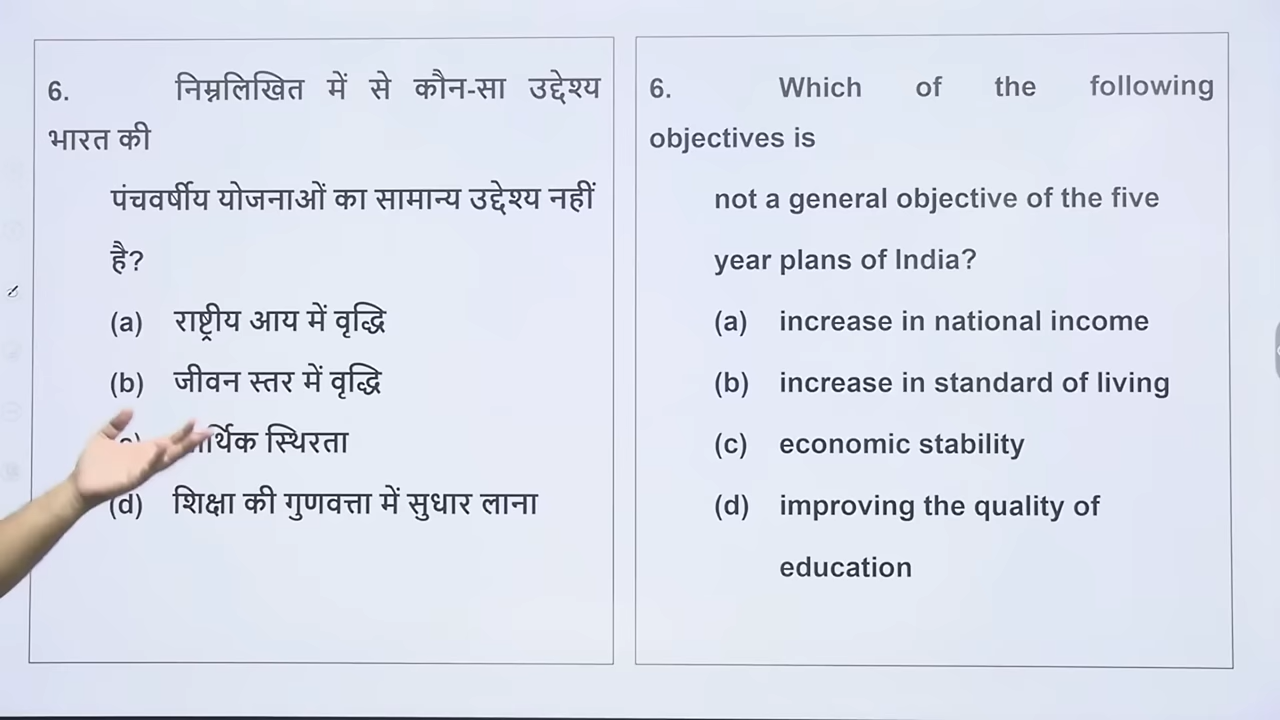 6. निम्नलिखित में से कौन-सा उद्देश्य
भारत की
पंचवर्षीय योजनाओं का सामान्य उद्देश्य नहीं
है?
(a) राष्ट्रीय आय में वृद्धि
(b) जीवन स्तर में वृद्धि
स्थिरता
(d) शिक्षा की गुणवत्ता में सुधार लाना
6. Which of the following
objectives is
not a general objective of the five
year plans of India?
(a) increase in national income
(b) increase in standard of living
(c) economic stability
(d) improving the quality of
education